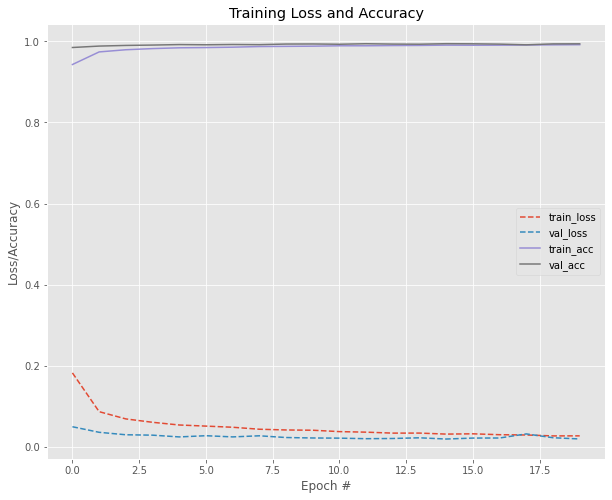 Training Loss and Accuracy
Loss/Accuracy
1.0
0.8
0.6
0.4
0.2
0.0
train_loss
val_loss
train_acc
val_acc
0.0 2.5 5.0 7.5 10.0 12.5 15.0 17.5
Epoch #